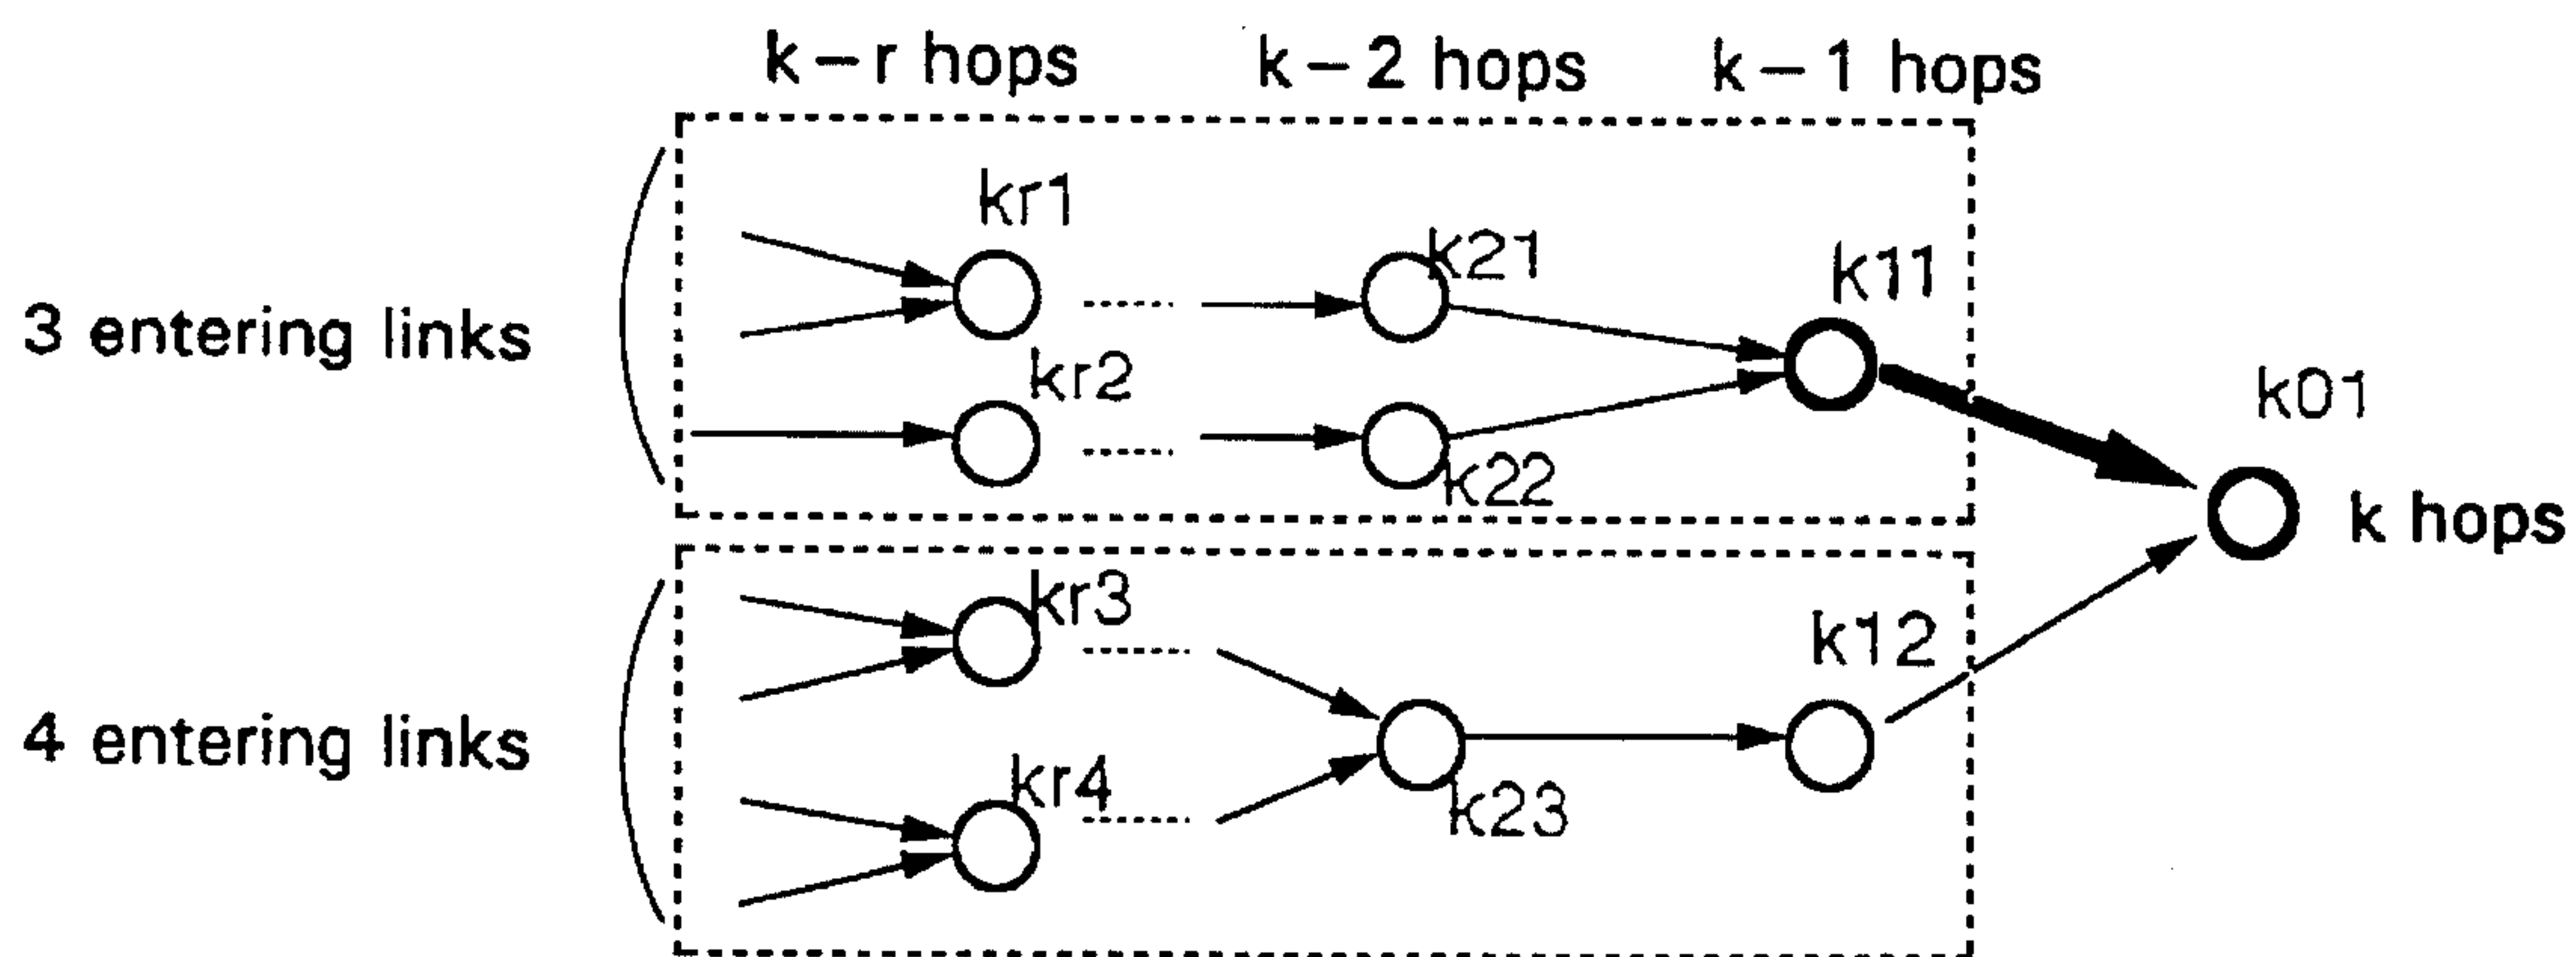 k – r hops
k – 2 hops
k – 1 hops
kr1
k21
k11
3 entering links
kr2
k01
k22
k hops
kr3
k12
4 entering links
kr4
k23